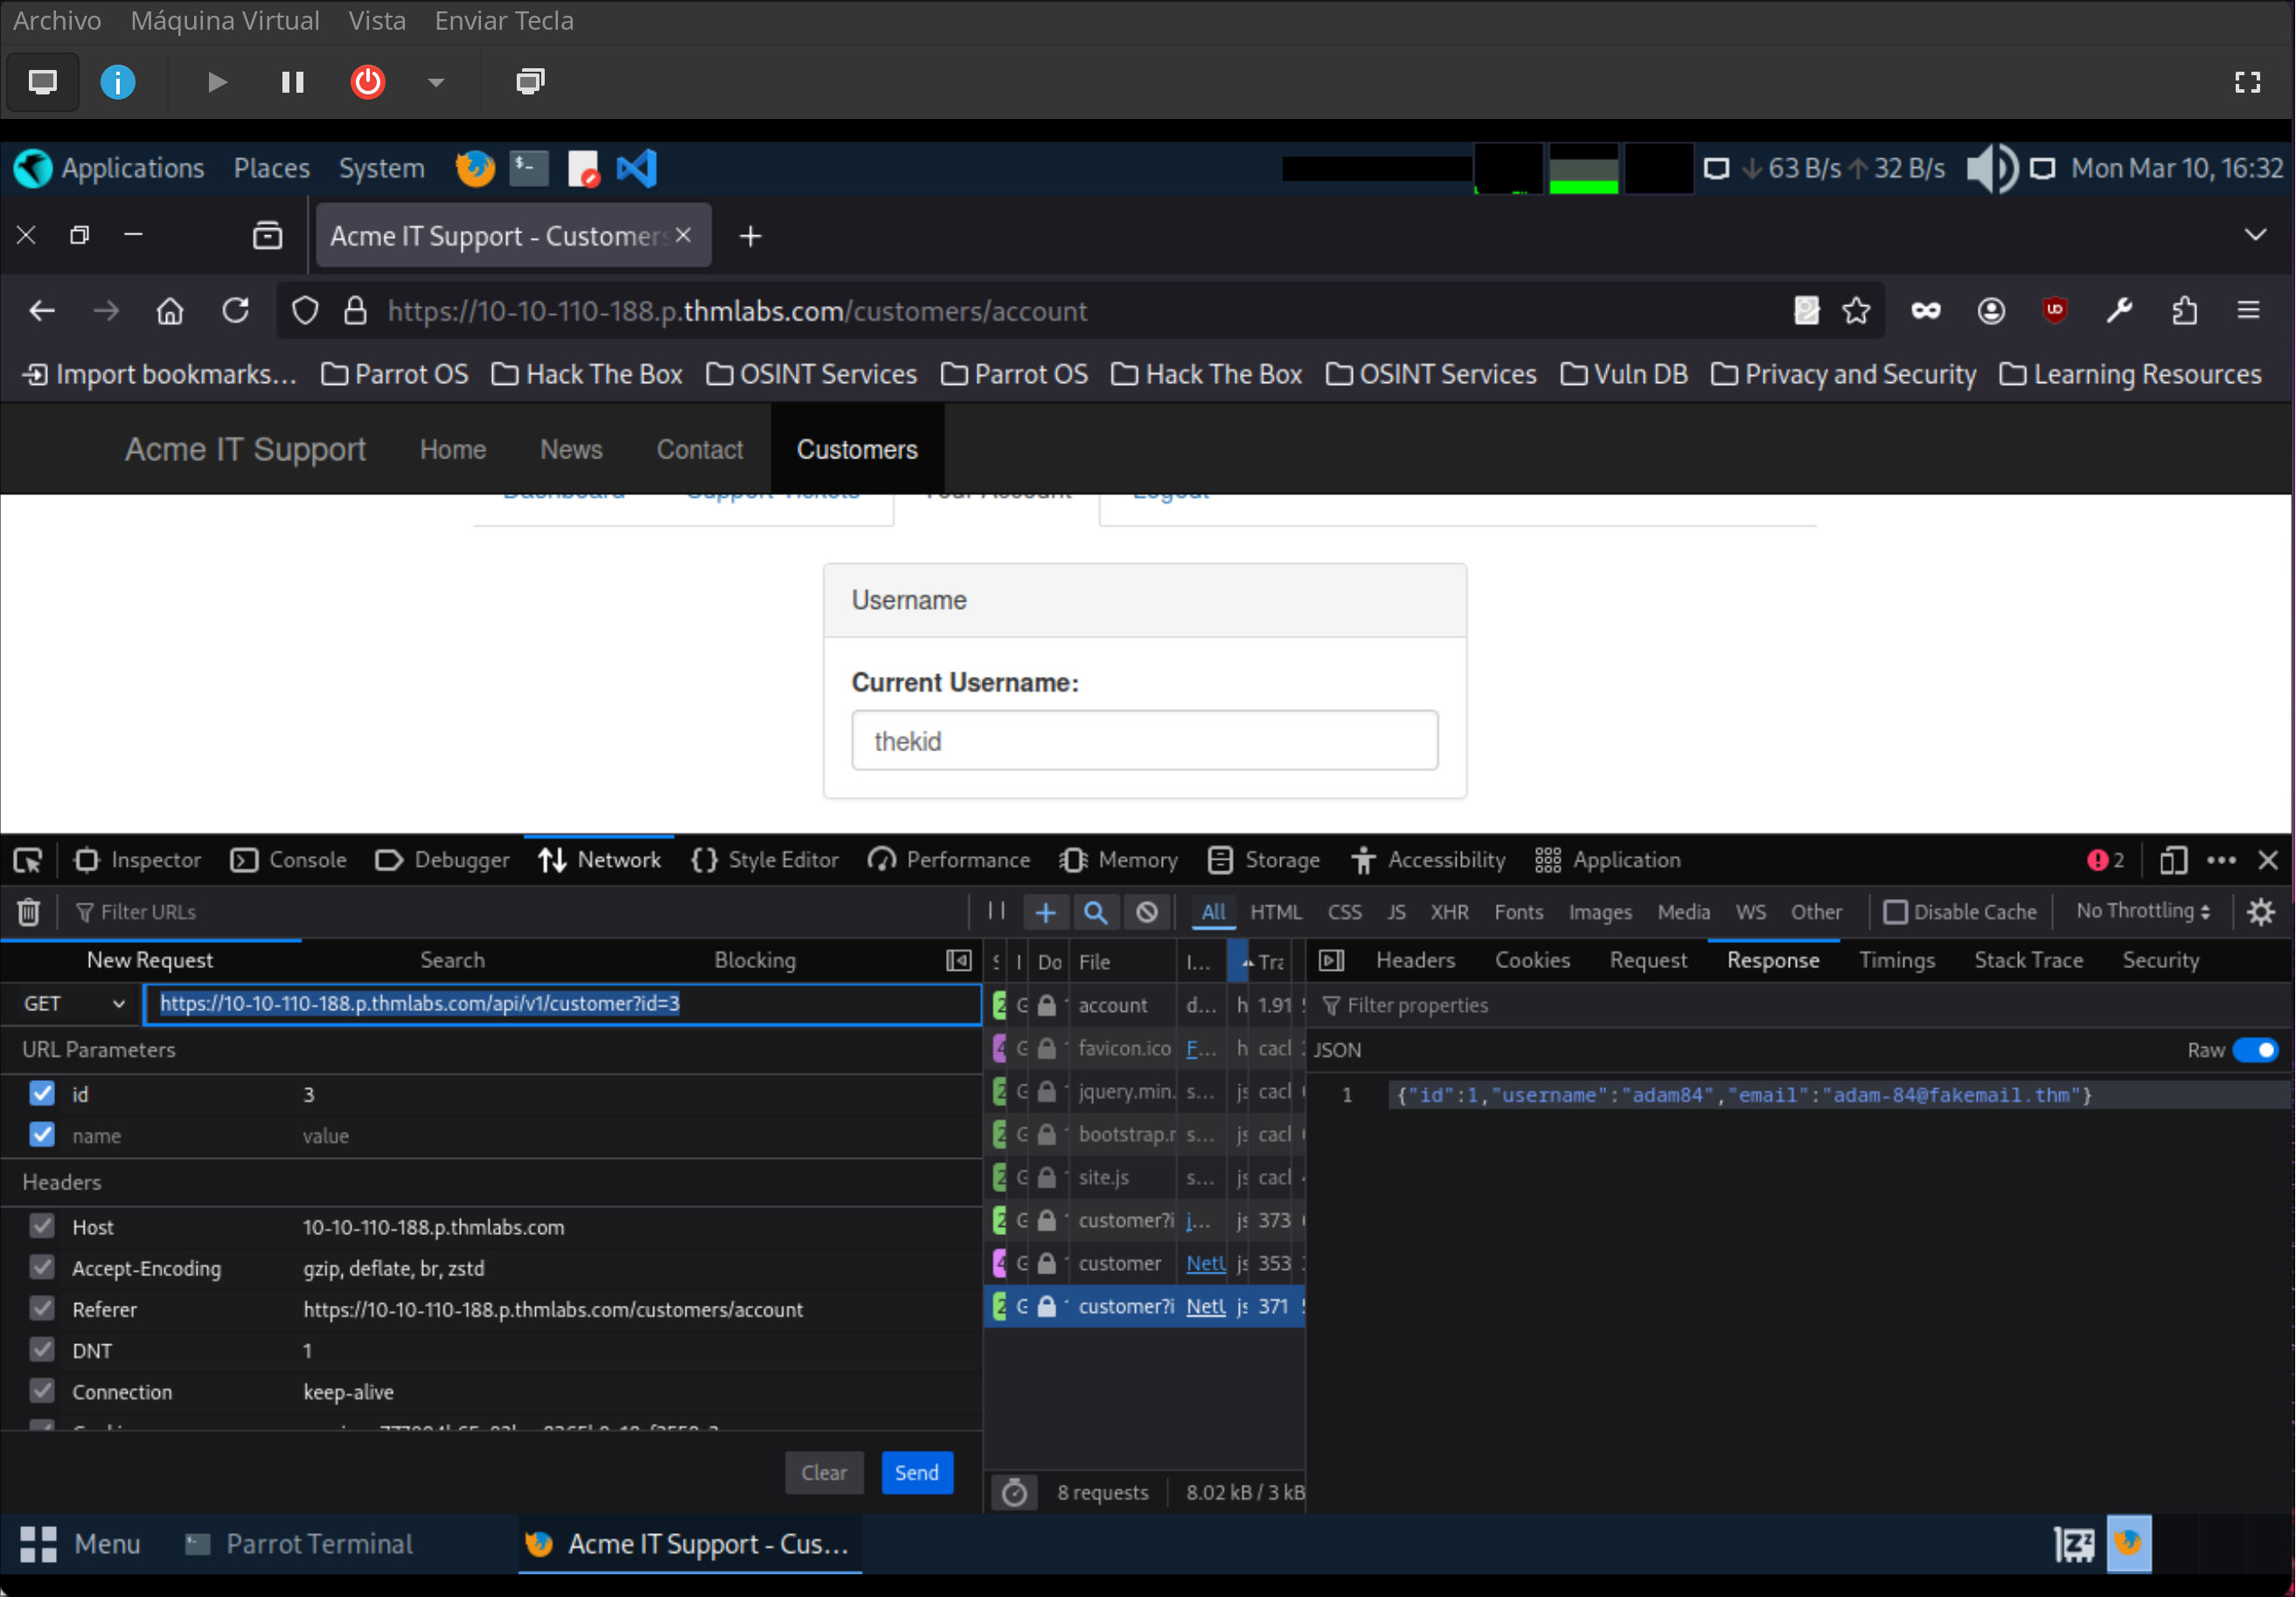 Archivo Máquina Virtual Vista Enviar Tecla
Applications Places System 63 B/s 32 B/s Mon Mar 10, 16:32
Acme IT Support - Customers
https://10-10-110-188.p.thmlabs.com/customers/account
Import bookmarks... Parrot OS Hack The Box OSINT Services Parrot OS Hack The Box OSINT Services Vuln DB Privacy and Security Learning Resources
Acme IT Support Home News Contact Customers
Dashboard Support Tickets Your Account Logout
Username
Current Username:
thekid
Inspector Console Debugger Network Style Editor Performance Memory Storage Accessibility Application 2
Filter URLs All HTML CSS JS XHR Fonts Images Media WS Other Disable Cache No Throttling
New Request Search Blocking Do File I... Tra Headers Cookies Request Response Timings Stack Trace Security
GET https://10-10-110-188.p.thmlabs.com/api/v1/customer?id=3
2 G account d... h 1.91 Filter properties
URL Parameters
4 G favicon.ico F... h cacl JSON Raw
id 3
2 G jquery.min. s... js cacl 1 {"id":1,"username":"adam84","email":"adam-84@fakemail.thm"}
name value
2 G bootstrap.r s... js cacl
Headers
2 G site.js s... js cacl
Host 10-10-110-188.p.thmlabs.com
2 G customer?i j... js 373
Accept-Encoding gzip, deflate, br, zstd
4 G customer Netl js 353
Referer https://10-10-110-188.p.thmlabs.com/customers/account
2 G customer?i Netl js 371
DNT 1
Connection keep-alive
Clear Send
8 requests 8.02 kB / 3 kB
Menu Parrot Terminal Acme IT Support - Cus...